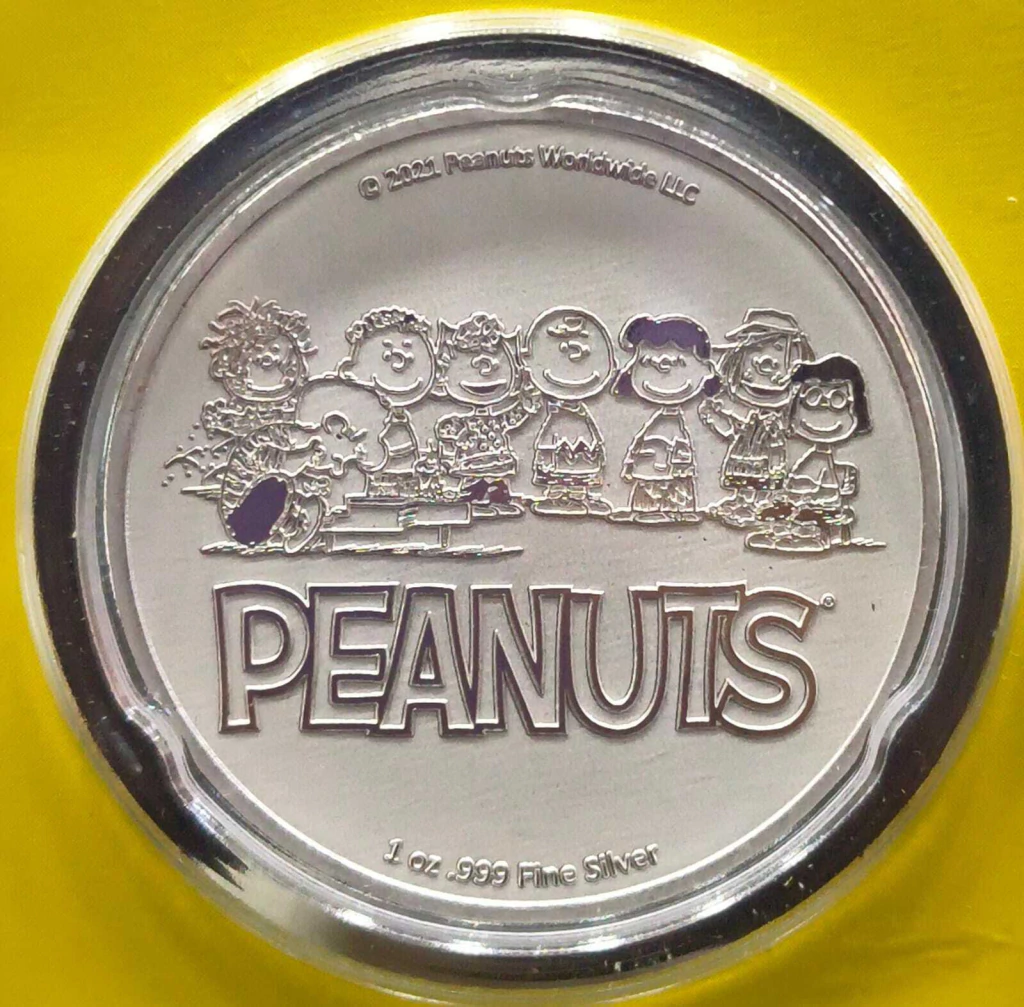 © 2021 Peanuts Worldwide LLC
PEANUTS®
1 oz .999 Fine Silver